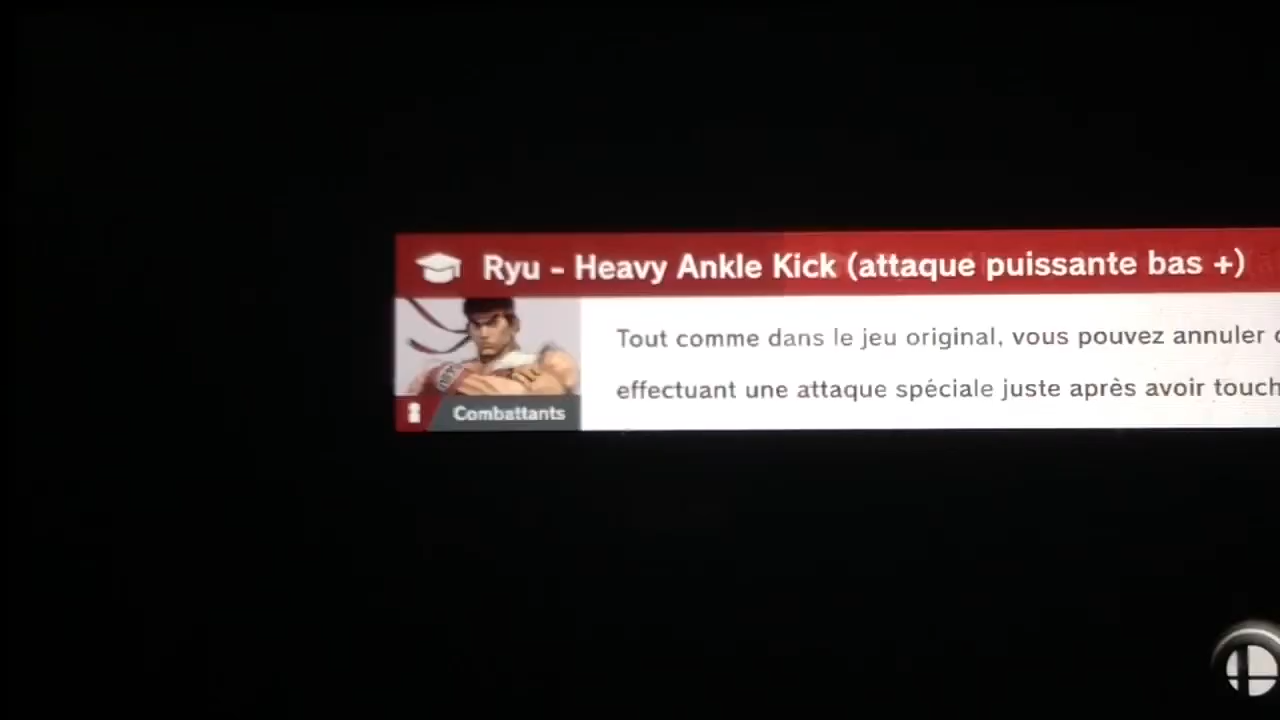 Ryu - Heavy Ankle Kick (attaque puissante bas +)
Tout comme dans le jeu original, vous pouvez annuler
effectuant une attaque spéciale juste après avoir touch
Combattants